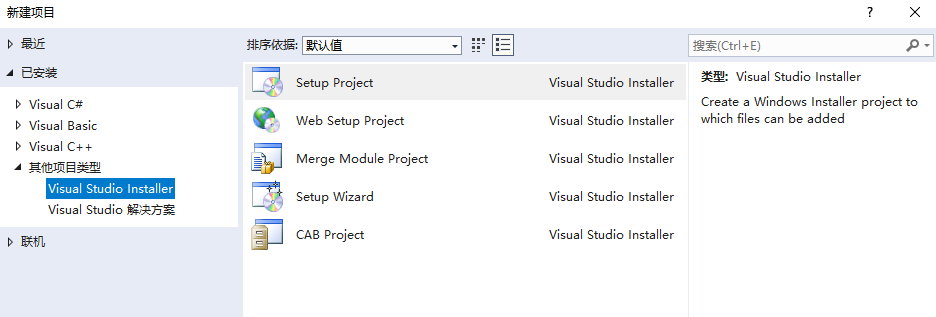 新建项目
? ×
最近
已安装
Visual C#
Visual Basic
Visual C++
其他项目类型
Visual Studio Installer
Visual Studio 解决方案
联机
排序依据: 默认值
Setup Project Visual Studio Installer
Web Setup Project Visual Studio Installer
Merge Module Project Visual Studio Installer
Setup Wizard Visual Studio Installer
CAB Project Visual Studio Installer
搜索(Ctrl+E)
类型: Visual Studio Installer
Create a Windows Installer project to
which files can be added